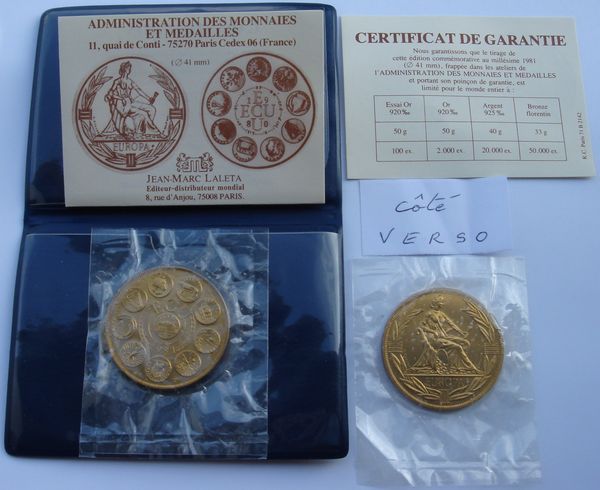 ADMINISTRATION DES MONNAIES
ET MEDAILLES
11, quai de Conti - 75270 Paris Cedex 06 (France)
(∅ 41 mm)
EUROPA
ECU
JEAN-MARC LALETA
Editeur-distributeur mondial
8, rue d'Anjou, 75008 PARIS.
CERTIFICAT DE GARANTIE
Nous garantissons que le tirage de
cette édition commémorative au millésime 1981
(∅ 41 mm), frappée dans les ateliers de
l'ADMINISTRATION DES MONNAIES ET MEDAILLES
et portant son poinçon de garantie, est
limité pour le monde entier à :
Essai Or Or Argent Bronze
920‰ 920‰ 925‰ florentin
50 g 50 g 40 g 33 g
100 ex. 2.000 ex. 20.000 ex. 50.000 ex.
R.C. Paris 71 B 2142
côté
VERSO
EUROPA